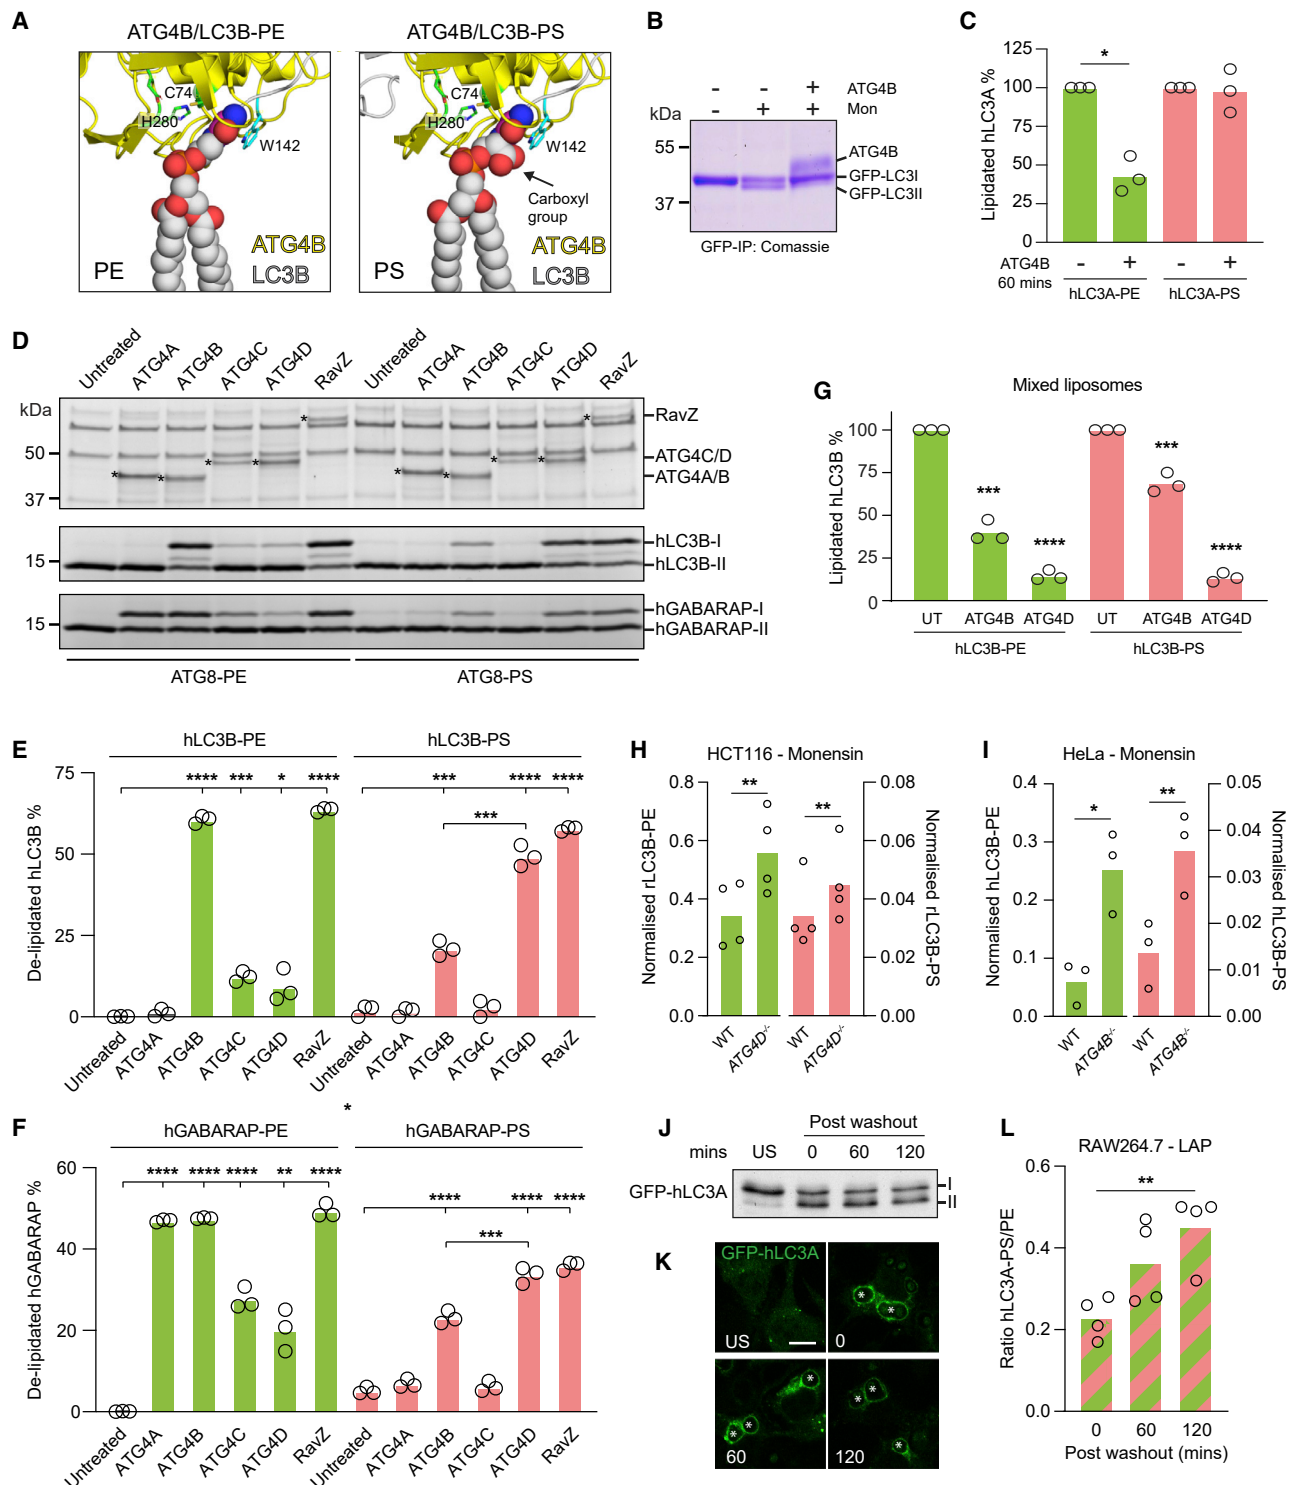 A
ATG4B/LC3B-PE
ATG4B/LC3B-PS
C74
H280
W142
PE
ATG4B
LC3B
C74
H280
W142
Carboxyl
group
PS
ATG4B
LC3B
B
- - + ATG4B
- + + Mon
kDa
55
37
ATG4B
GFP-LC3I
GFP-LC3II
GFP-IP: Comassie
C
Lipidated hLC3A %
125
100
75
50
25
0
*
ATG4B
60 mins
- + - +
hLC3A-PE
hLC3A-PS
D
Untreated ATG4A ATG4B ATG4C ATG4D RavZ Untreated ATG4A ATG4B ATG4C ATG4D RavZ
kDa
50
37
15
15
* * * * * * * * * *
RavZ
ATG4C/D
ATG4A/B
hLC3B-I
hLC3B-II
hGABARAP-I
hGABARAP-II
ATG8-PE
ATG8-PS
G
Mixed liposomes
Lipidated hLC3B %
100
75
50
25
0
*** **** *** ****
UT ATG4B ATG4D UT ATG4B ATG4D
hLC3B-PE
hLC3B-PS
E
hLC3B-PE
hLC3B-PS
De-lipidated hLC3B %
75
50
25
0
**** *** * **** *** **** ****
***
Untreated ATG4A ATG4B ATG4C ATG4D RavZ Untreated ATG4A ATG4B ATG4C ATG4D RavZ
H
HCT116 - Monensin
Normalised rLC3B-PE
0.8
0.6
0.4
0.2
0.0
** **
0.08
0.06
0.04
0.02
0.00
Normalised rLC3B-PS
WT ATG4D-/- WT ATG4D-/-
I
HeLa - Monensin
Normalised hLC3B-PE
0.4
0.3
0.2
0.1
0.0
* **
0.05
0.04
0.03
0.02
0.01
0.00
Normalised hLC3B-PS
WT ATG4B-/- WT ATG4B-/-
F
*
hGABARAP-PE
hGABARAP-PS
De-lipidated hGABARAP %
60
40
20
0
**** **** **** ** **** **** **** ****
***
Untreated ATG4A ATG4B ATG4C ATG4D RavZ Untreated ATG4A ATG4B ATG4C ATG4D RavZ
J
Post washout
mins US 0 60 120
GFP-hLC3A
I
II
K
GFP-hLC3A
US
* *
0
* * *
60
* * *
120
L
RAW264.7 - LAP
Ratio hLC3A-PS/PE
0.6
0.4
0.2
0.0
**
0 60 120
Post washout (mins)